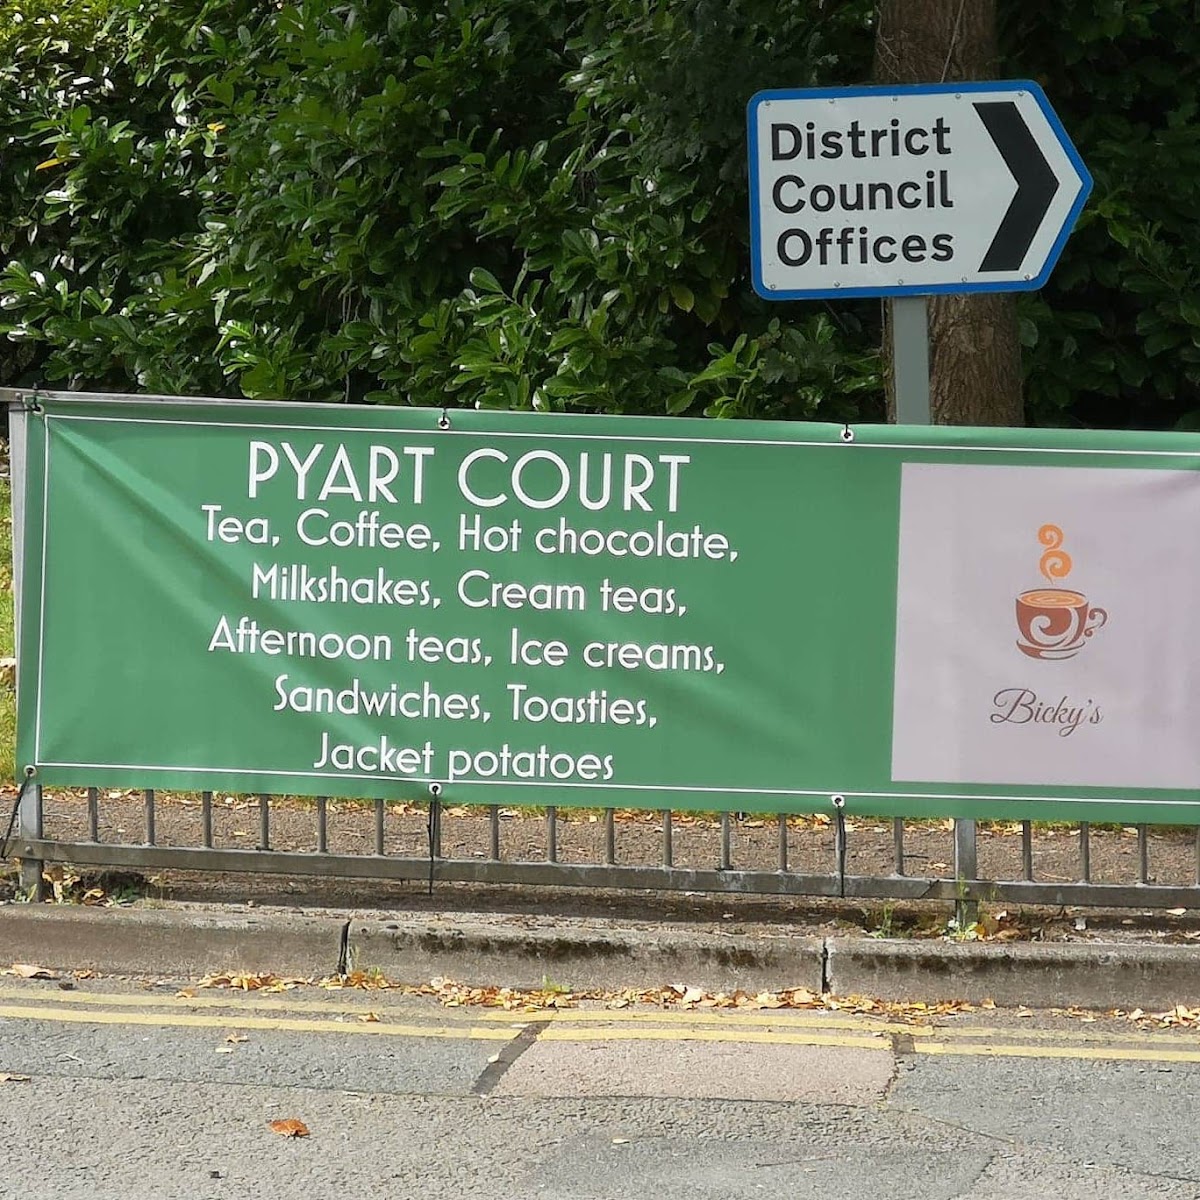 District
Council
Offices
PYART COURT
Tea, Coffee, Hot chocolate,
Milkshakes, Cream teas,
Afternoon teas, Ice creams,
Sandwiches, Toasties,
Jacket potatoes
Bicky's